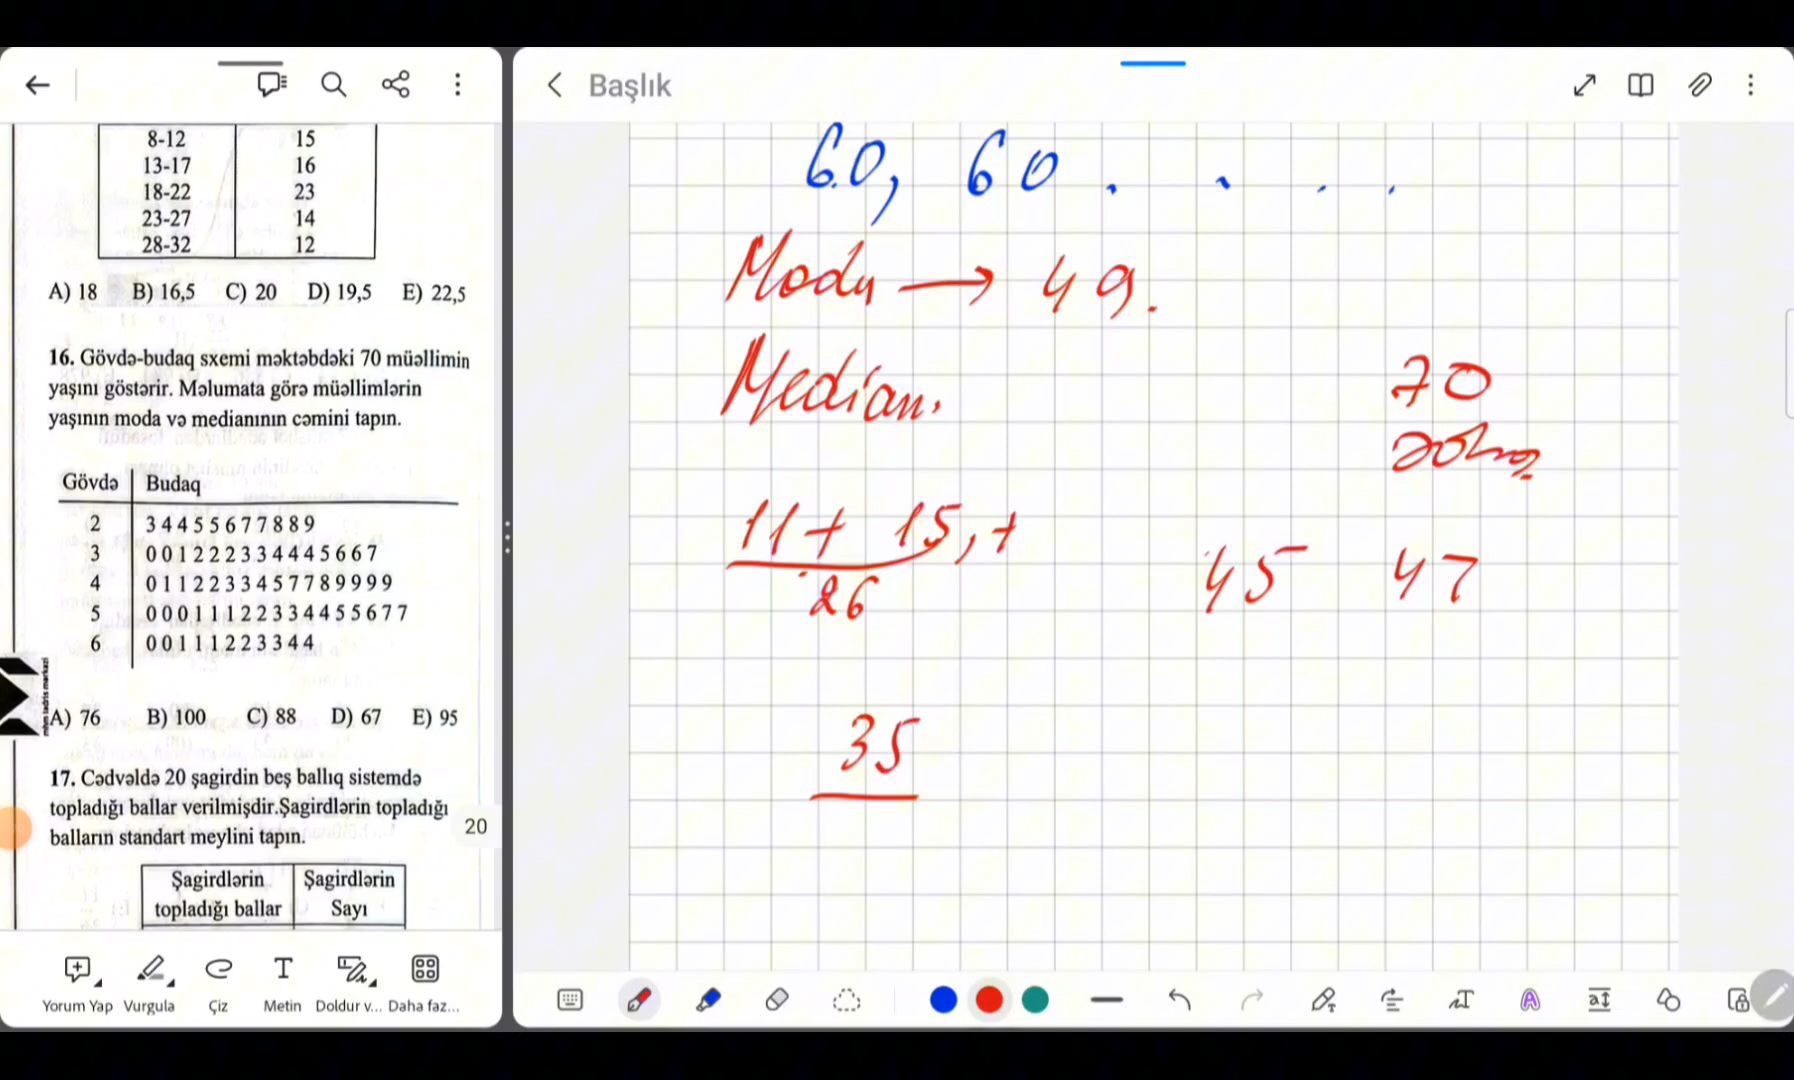 Başlık
8-12 15
13-17 16
18-22 23
23-27 14
28-32 12
A) 18 B) 16,5 C) 20 D) 19,5 E) 22,5
16. Gövdə-budaq sxemi məktəbdəki 70 müəllimin
yaşını göstərir. Məlumata görə müəllimlərin
yaşının moda və medianının cəmini tapın.
Gövdə Budaq
2 3 4 4 5 5 6 7 7 8 8 9
3 0 0 1 2 2 2 3 3 4 4 4 5 6 6 7
4 0 1 1 2 2 3 3 4 5 7 7 8 9 9 9 9
5 0 0 0 1 1 1 2 2 3 3 4 4 5 5 6 7 7
6 0 0 1 1 1 2 2 3 3 4 4
A) 76 B) 100 C) 88 D) 67 E) 95
17. Cədvəldə 20 şagirdin beş ballıq sistemdə
topladığı ballar verilmişdir.Şagirdlərin topladığı
balların standart meylini tapın.
20
Şagirdlərin Şagirdlərin
topladığı ballar Sayı
Yorum Yap Vurgula Çiz Metin Doldur v... Daha faz...
60, 60 . . . .
Moda → 49.
Median.
70
11 + 15, +
26
45 47
35